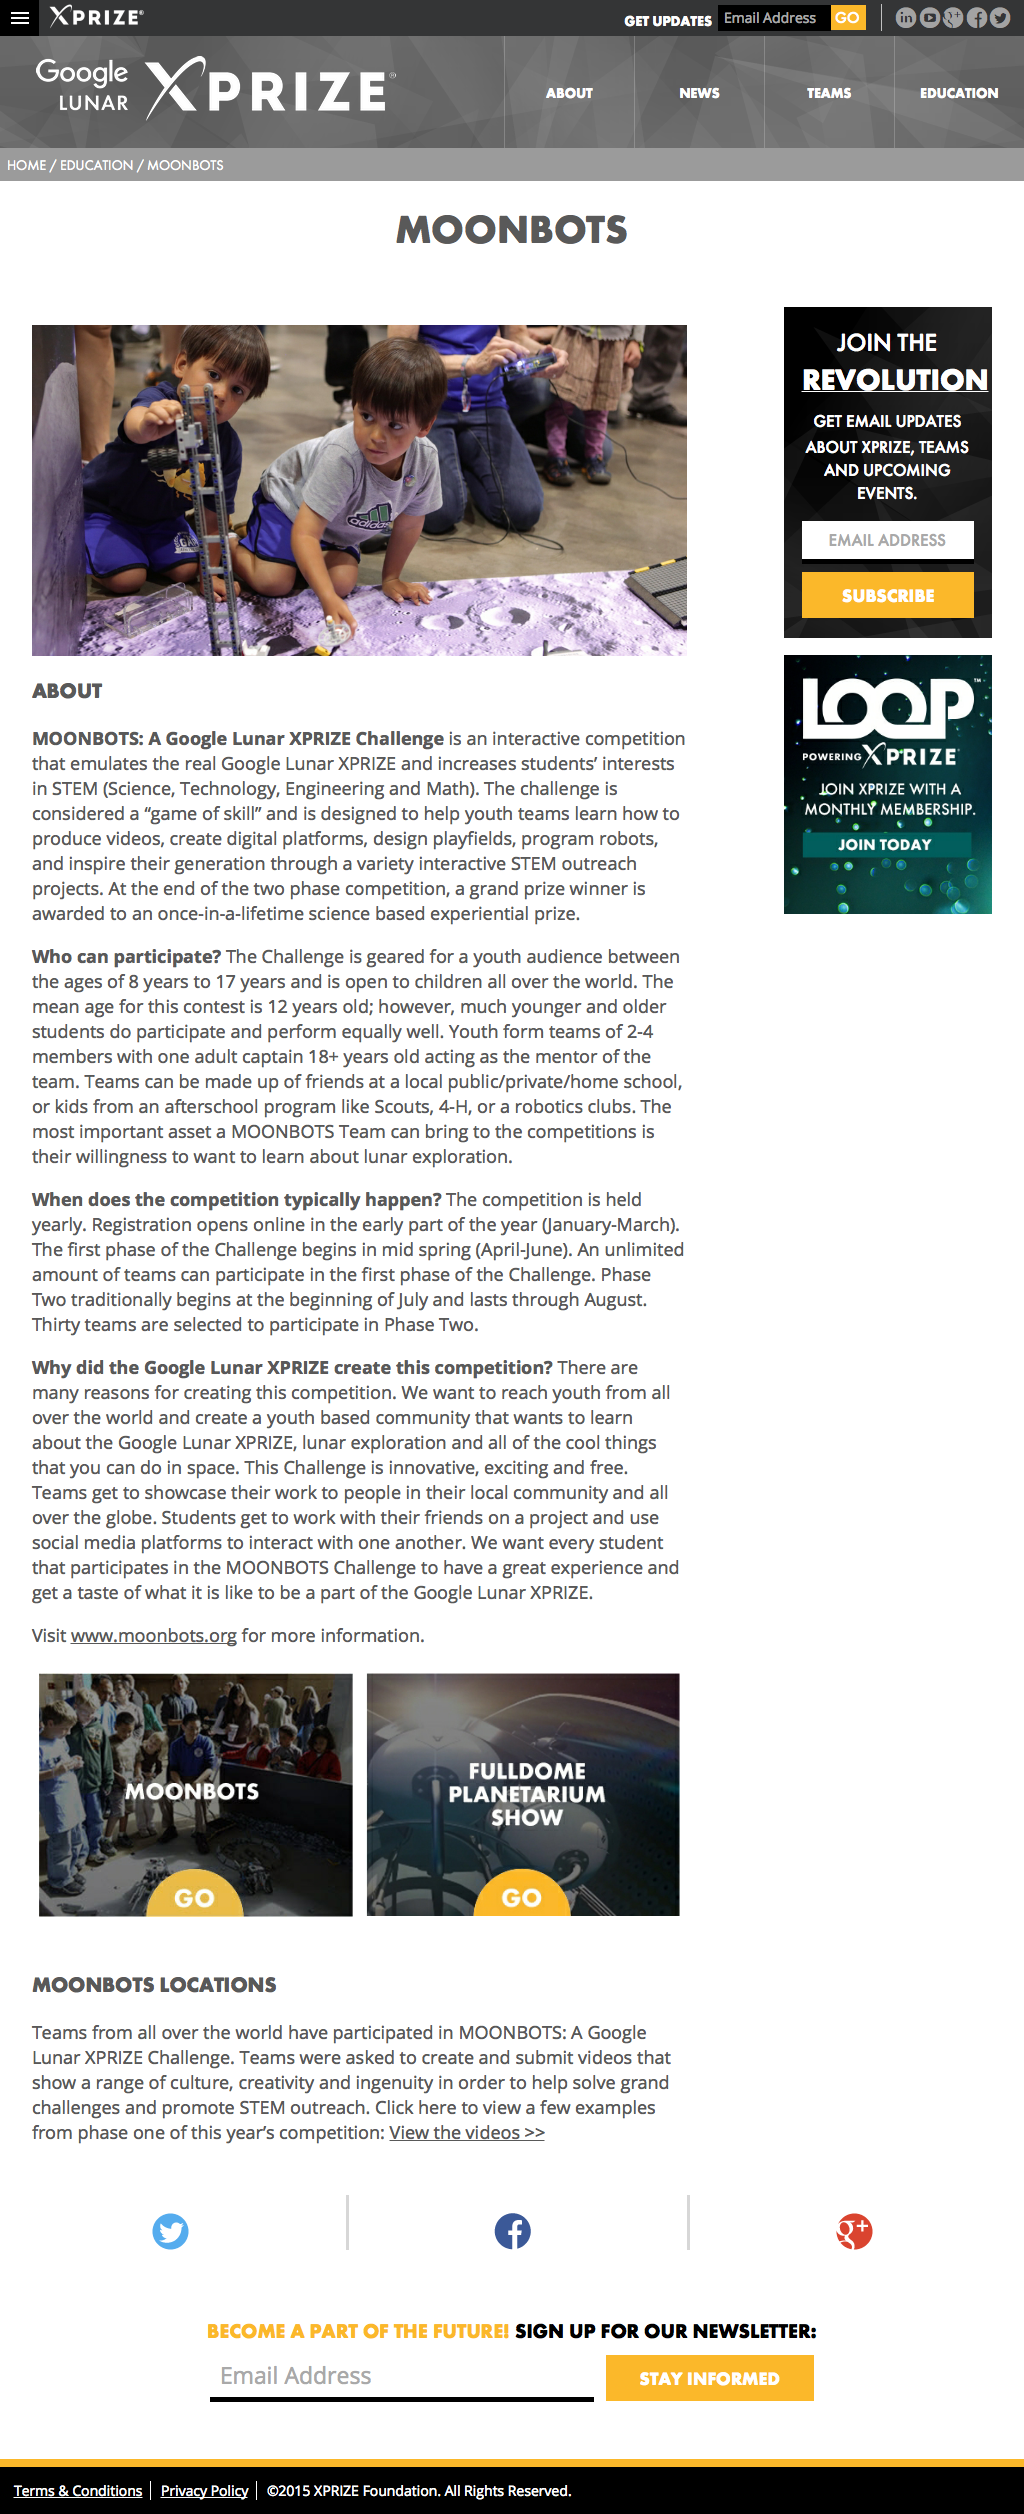 XPRIZE®
GET UPDATES
Email Address
GO
Google
LUNAR
XPRIZE®
ABOUT
NEWS
TEAMS
EDUCATION
HOME / EDUCATION / MOONBOTS
MOONBOTS
JOIN THE
REVOLUTION
GET EMAIL UPDATES
ABOUT XPRIZE, TEAMS
AND UPCOMING
EVENTS.
EMAIL ADDRESS
SUBSCRIBE
adidas
LOOP™
POWERING XPRIZE®
JOIN XPRIZE WITH A
MONTHLY MEMBERSHIP.
JOIN TODAY
ABOUT
MOONBOTS: A Google Lunar XPRIZE Challenge is an interactive competition
that emulates the real Google Lunar XPRIZE and increases students’ interests
in STEM (Science, Technology, Engineering and Math). The challenge is
considered a “game of skill” and is designed to help youth teams learn how to
produce videos, create digital platforms, design playfields, program robots,
and inspire their generation through a variety interactive STEM outreach
projects. At the end of the two phase competition, a grand prize winner is
awarded to an once-in-a-lifetime science based experiential prize.
Who can participate? The Challenge is geared for a youth audience between
the ages of 8 years to 17 years and is open to children all over the world. The
mean age for this contest is 12 years old; however, much younger and older
students do participate and perform equally well. Youth form teams of 2-4
members with one adult captain 18+ years old acting as the mentor of the
team. Teams can be made up of friends at a local public/private/home school,
or kids from an afterschool program like Scouts, 4-H, or a robotics clubs. The
most important asset a MOONBOTS Team can bring to the competitions is
their willingness to want to learn about lunar exploration.
When does the competition typically happen? The competition is held
yearly. Registration opens online in the early part of the year (January-March).
The first phase of the Challenge begins in mid spring (April-June). An unlimited
amount of teams can participate in the first phase of the Challenge. Phase
Two traditionally begins at the beginning of July and lasts through August.
Thirty teams are selected to participate in Phase Two.
Why did the Google Lunar XPRIZE create this competition? There are
many reasons for creating this competition. We want to reach youth from all
over the world and create a youth based community that wants to learn
about the Google Lunar XPRIZE, lunar exploration and all of the cool things
that you can do in space. This Challenge is innovative, exciting and free.
Teams get to showcase their work to people in their local community and all
over the globe. Students get to work with their friends on a project and use
social media platforms to interact with one another. We want every student
that participates in the MOONBOTS Challenge to have a great experience and
get a taste of what it is like to be a part of the Google Lunar XPRIZE.
Visit www.moonbots.org for more information.
MOONBOTS
GO
FULLDOME
PLANETARIUM
SHOW
GO
MOONBOTS LOCATIONS
Teams from all over the world have participated in MOONBOTS: A Google
Lunar XPRIZE Challenge. Teams were asked to create and submit videos that
show a range of culture, creativity and ingenuity in order to help solve grand
challenges and promote STEM outreach. Click here to view a few examples
from phase one of this year’s competition: View the videos >>
BECOME A PART OF THE FUTURE! SIGN UP FOR OUR NEWSLETTER:
Email Address
STAY INFORMED
Terms & Conditions
Privacy Policy
©2015 XPRIZE Foundation. All Rights Reserved.